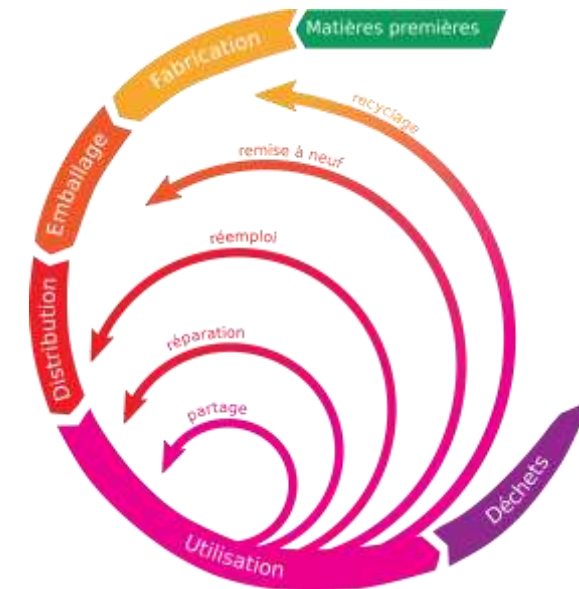 Matières premières
Fabrication
Emballage
Distribution
Utilisation
Déchets
recyclage
remise à neuf
réemploi
réparation
partage